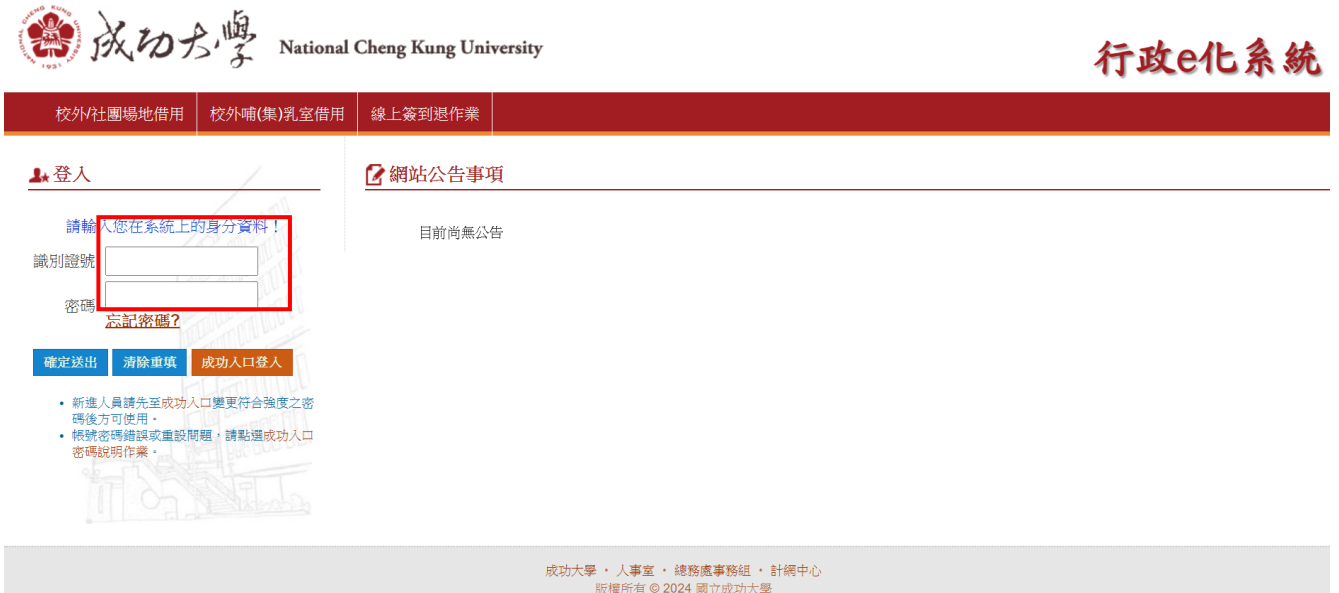 成功大學 National Cheng Kung University
行政e化系統
校外/社團場地借用 校外哺(集)乳室借用 線上簽到退作業
登入
網站公告事項
請輸入您在系統上的身分資料！
目前尚無公告
識別證號
密碼
忘記密碼?
確定送出 清除重填 成功入口登入
• 新進人員請先至成功入口變更符合強度之密
碼後方可使用。
• 帳號密碼錯誤或重設問題，請點選成功入口
密碼說明作業。
成功大學 • 人事室 • 總務處事務組 • 計網中心
版權所有 © 2024 國立成功大學